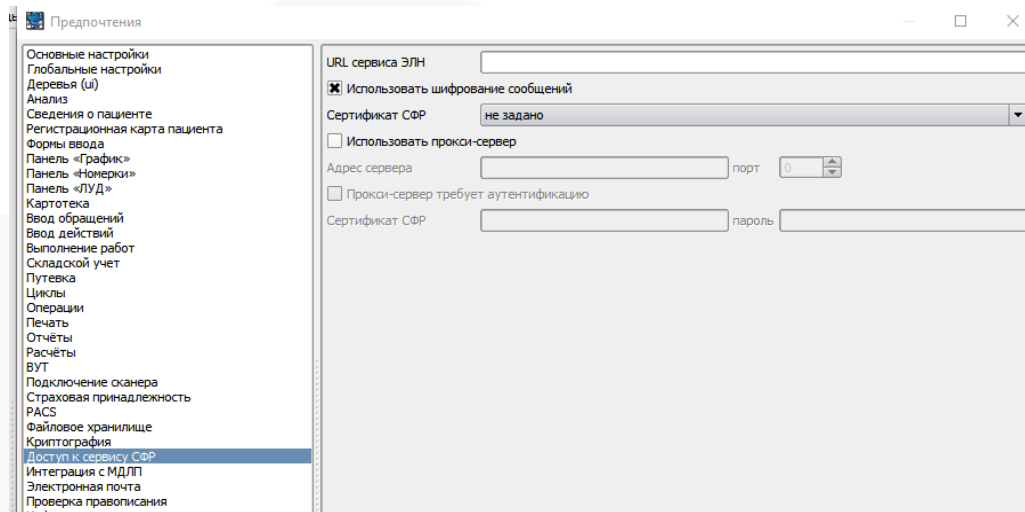 Предпочтения
Основные настройки
Глобальные настройки
Деревья (ui)
Анализ
Сведения о пациенте
Регистрационная карта пациента
Формы ввода
Панель «График»
Панель «Номерки»
Панель «ЛУД»
Картотека
Ввод обращений
Ввод действий
Выполнение работ
Складской учет
Путевка
Циклы
Операции
Печать
Отчёты
Расчёты
ВУТ
Подключение сканера
Страховая принадлежность
PACS
Файловое хранилище
Криптография
Доступ к сервису СФР
Интеграция с МДЛП
Электронная почта
Проверка правописания
URL сервиса ЭЛН
Использовать шифрование сообщений
Сертификат СФР не задано
Использовать прокси-сервер
Адрес сервера порт 0
Прокси-сервер требует аутентификацию
Сертификат СФР пароль